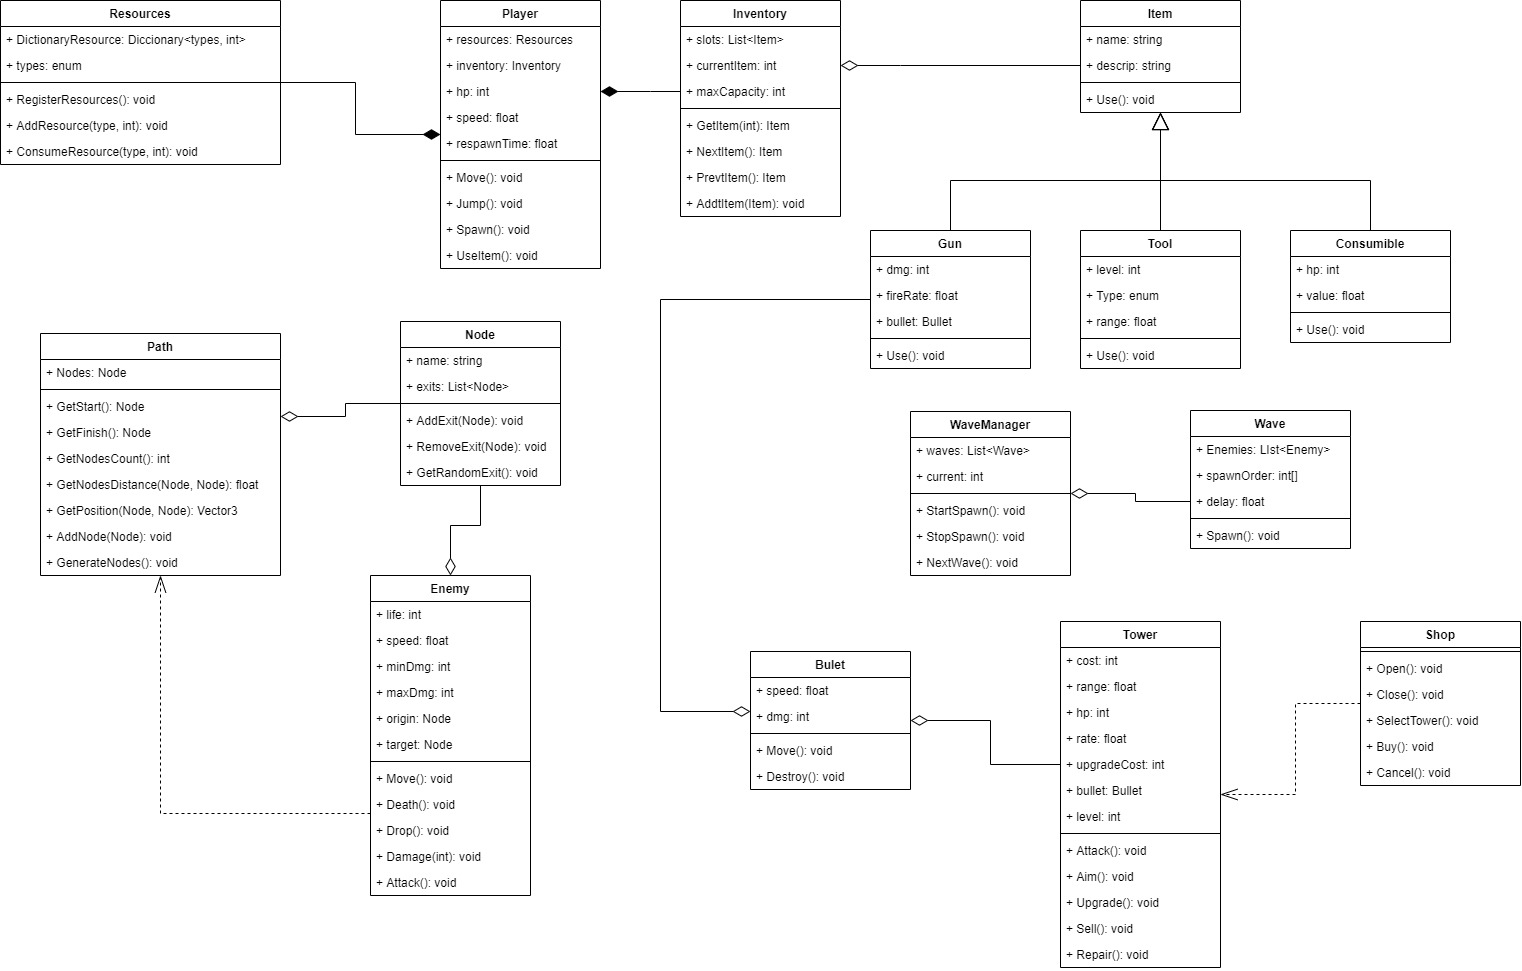 Resources
+ DictionaryResource: Diccionary<types, int>
+ types: enum
+ RegisterResources(): void
+ AddResource(type, int): void
+ ConsumeResource(type, int): void
Player
+ resources: Resources
+ inventory: Inventory
+ hp: int
+ speed: float
+ respawnTime: float
+ Move(): void
+ Jump(): void
+ Spawn(): void
+ UseItem(): void
Inventory
+ slots: List<Item>
+ currentItem: int
+ maxCapacity: int
+ GetItem(int): Item
+ NextItem(): Item
+ PrevtItem(): Item
+ AddtItem(Item): void
Item
+ name: string
+ descrip: string
+ Use(): void
Gun
+ dmg: int
+ fireRate: float
+ bullet: Bullet
+ Use(): void
Tool
+ level: int
+ Type: enum
+ range: float
+ Use(): void
Consumible
+ hp: int
+ value: float
+ Use(): void
Path
+ Nodes: Node
+ GetStart(): Node
+ GetFinish(): Node
+ GetNodesCount(): int
+ GetNodesDistance(Node, Node): float
+ GetPosition(Node, Node): Vector3
+ AddNode(Node): void
+ GenerateNodes(): void
Node
+ name: string
+ exits: List<Node>
+ AddExit(Node): void
+ RemoveExit(Node): void
+ GetRandomExit(): void
WaveManager
+ waves: List<Wave>
+ current: int
+ StartSpawn(): void
+ StopSpawn(): void
+ NextWave(): void
Wave
+ Enemies: LIst<Enemy>
+ spawnOrder: int[]
+ delay: float
+ Spawn(): void
Enemy
+ life: int
+ speed: float
+ minDmg: int
+ maxDmg: int
+ origin: Node
+ target: Node
+ Move(): void
+ Death(): void
+ Drop(): void
+ Damage(int): void
+ Attack(): void
Bulet
+ speed: float
+ dmg: int
+ Move(): void
+ Destroy(): void
Tower
+ cost: int
+ range: float
+ hp: int
+ rate: float
+ upgradeCost: int
+ bullet: Bullet
+ level: int
+ Attack(): void
+ Aim(): void
+ Upgrade(): void
+ Sell(): void
+ Repair(): void
Shop
+ Open(): void
+ Close(): void
+ SelectTower(): void
+ Buy(): void
+ Cancel(): void